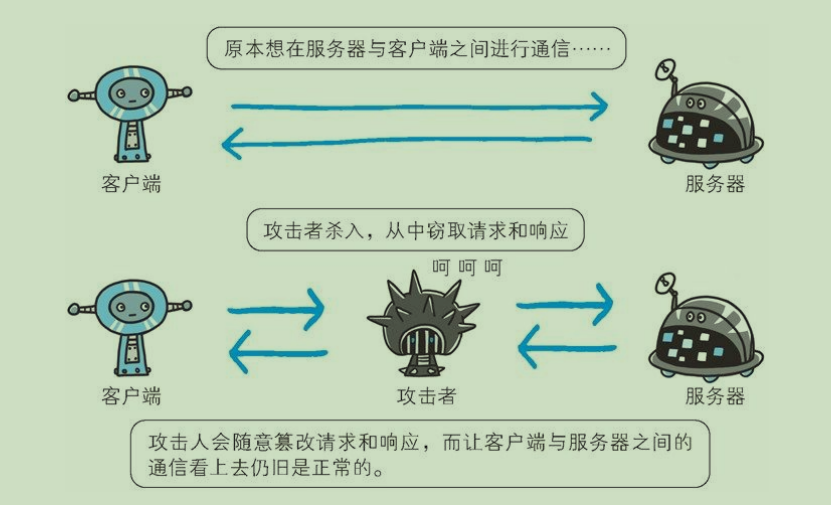 原本想在服务器与客户端之间进行通信……
客户端
服务器
攻击者杀入，从中窃取请求和响应
呵 呵 呵
客户端
攻击者
服务器
攻击人会随意篡改请求和响应，而让客户端与服务器之间的
通信看上去仍旧是正常的。